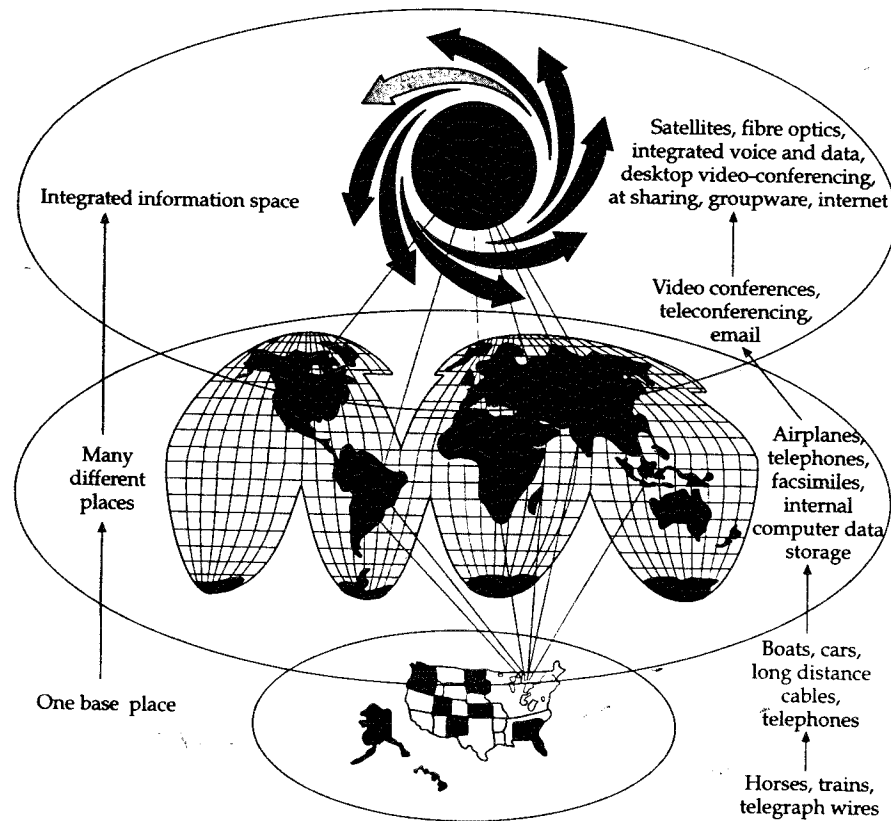 Satellites, fibre optics,
integrated voice and data,
desktop video-conferencing,
at sharing, groupware, internet
Integrated information space
Video conferences,
teleconferencing,
email
Many
different
places
Airplanes,
telephones,
facsimiles,
internal
computer data
storage
One base place
Boats, cars,
long distance
cables,
telephones
Horses, trains,
telegraph wires